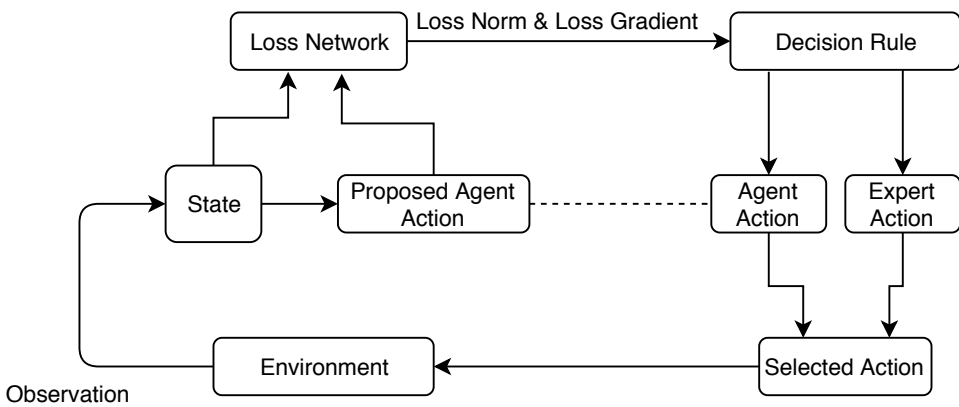 Loss Network
Loss Norm & Loss Gradient
Decision Rule
State
Proposed Agent
Action
Agent
Action
Expert
Action
Environment
Selected Action
Observation